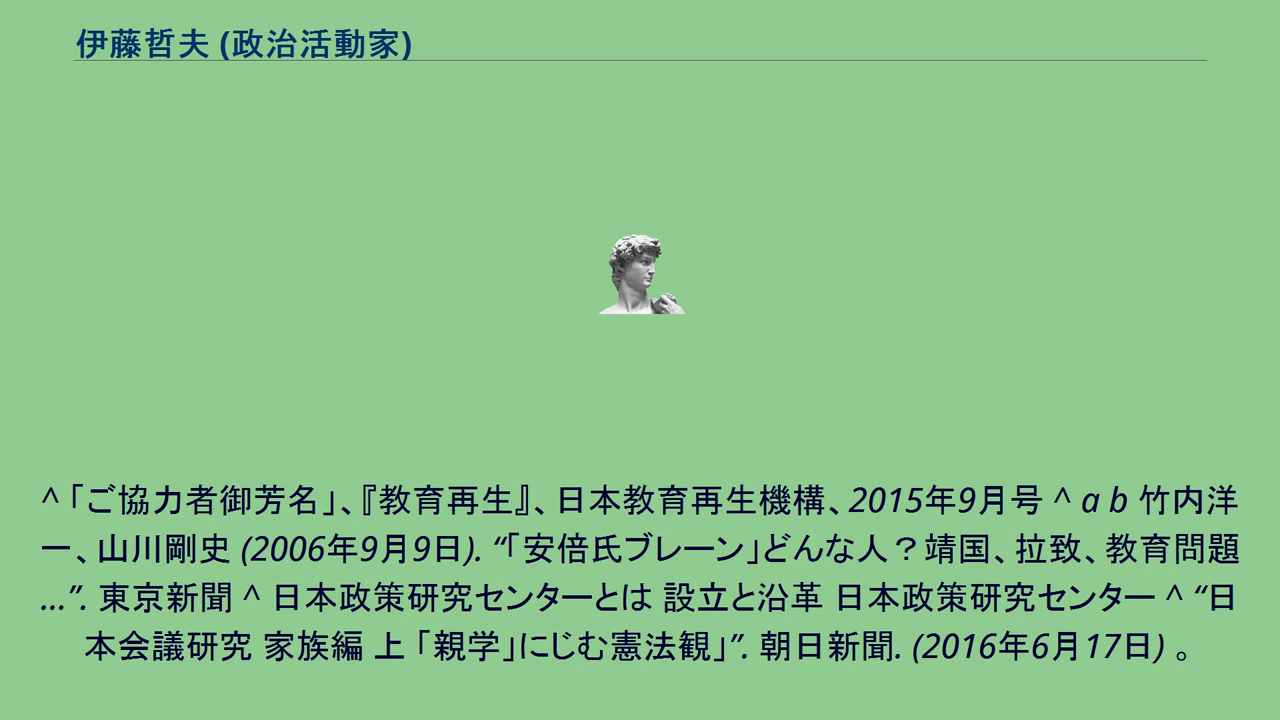 伊藤哲夫 (政治活動家)
^「ご協力者御芳名」、『教育再生』、日本教育再生機構、2015年9月号 ^ a b 竹内洋
一、山川剛史 (2006年9月9日). “「安倍氏ブレーン」どんな人？靖国、拉致、教育問題
…”. 東京新聞 ^ 日本政策研究センターとは 設立と沿革 日本政策研究センター ^ “日
本会議研究 家族編 上 「親学」にじむ憲法観」”. 朝日新聞. (2016年6月17日) 。